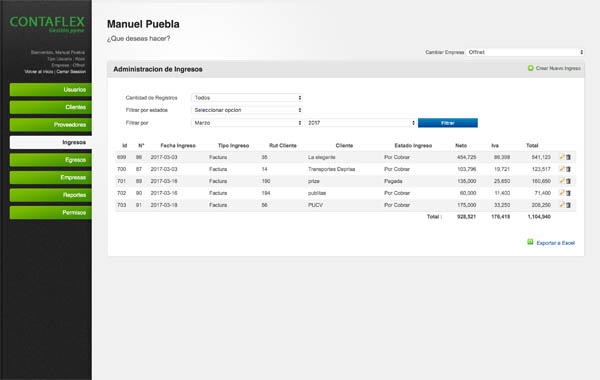 CONTAFLEX
Gestión pyme
Bienvenido, Manuel Puebla
Tipo Usuario : Root
Empresa : Offnet
Volver al inicio | Cerrar Session
Usuarios
Clientes
Proveedores
Ingresos
Egresos
Empresas
Reportes
Permisos
Manuel Puebla
¿Que deseas hacer?
Cambiar Empresa Offnet
Administracion de Ingresos
Crear Nuevo Ingreso
Cantidad de Registros Todos
Filtrar por estados Seleccionar opcion
Filtrar por Marzo 2017 Filtrar
Id N° Fecha Ingreso Tipo Ingreso Rut Cliente Cliente Estado Ingreso Neto Iva Total
699 86 2017-03-03 Factura 35 La elegante Por Cobrar 454,725 86,398 541,123
700 87 2017-03-03 Factura 14 Transportes Deprisa Por Cobrar 103,796 19,721 123,517
701 89 2017-03-16 Factura 190 prize Pagada 135,000 25,650 160,650
702 90 2017-03-16 Factura 194 publitas Por Cobrar 60,000 11,400 71,400
703 91 2017-03-18 Factura 56 PUCV Por Cobrar 175,000 33,250 208,250
Total : 928,521 176,419 1,104,940
Exportar a Excel